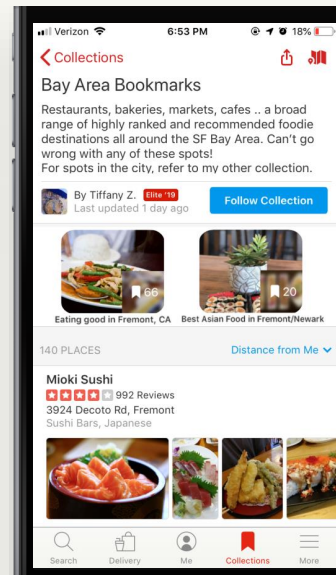 Verizon 6:53 PM 18%
Collections
Bay Area Bookmarks
Restaurants, bakeries, markets, cafes .. a broad
range of highly ranked and recommended foodie
destinations all around the SF Bay Area. Can't go
wrong with any of these spots!
For spots in the city, refer to my other collection.
By Tiffany Z. Elite '19
Last updated 1 day ago
Follow Collection
66
20
Eating good in Fremont, CA
Best Asian Food in Fremont/Newark
140 PLACES
Distance from Me
Mioki Sushi
992 Reviews
3924 Decoto Rd, Fremont
Sushi Bars, Japanese
Search
Delivery
Me
Collections
More